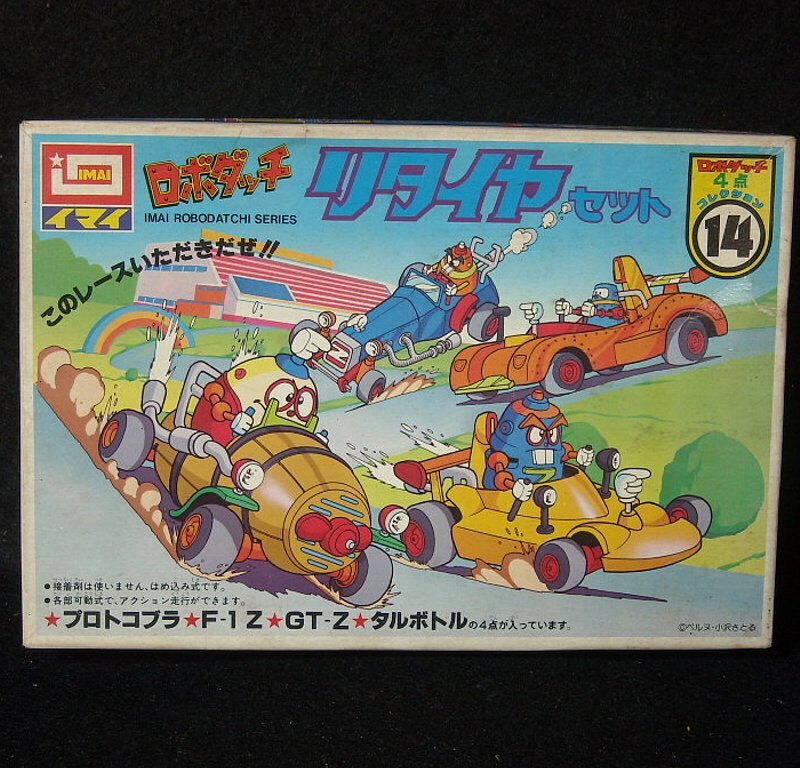 IMAI
イマイ
ロボダッチ
IMAI ROBODATCHI SERIES
リタイヤセット
ロボダッチ
4点
コレクション
14
このレースいただきだぜ!!
N
●接着剤は使いません、はめ込み式です。
●各部可動式で、アクション走行ができます。
★プロトコブラ★F-1Z★GT-Z★タルボトルの4点が入っています。
©ベルヌ・小沢さとる